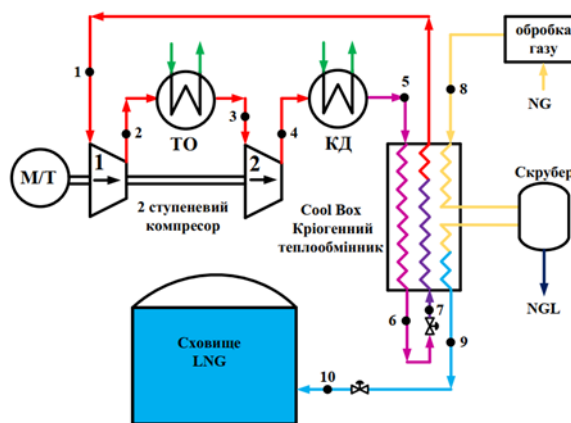 обробка
газу
1
5
8
NG
2
ТО
3
4
КД
М/Т
1
2
2 ступеневий
компресор
Cool Box
Кріогенний
теплообмінник
Скрубер
NGL
6
7
9
Сховище
LNG
10